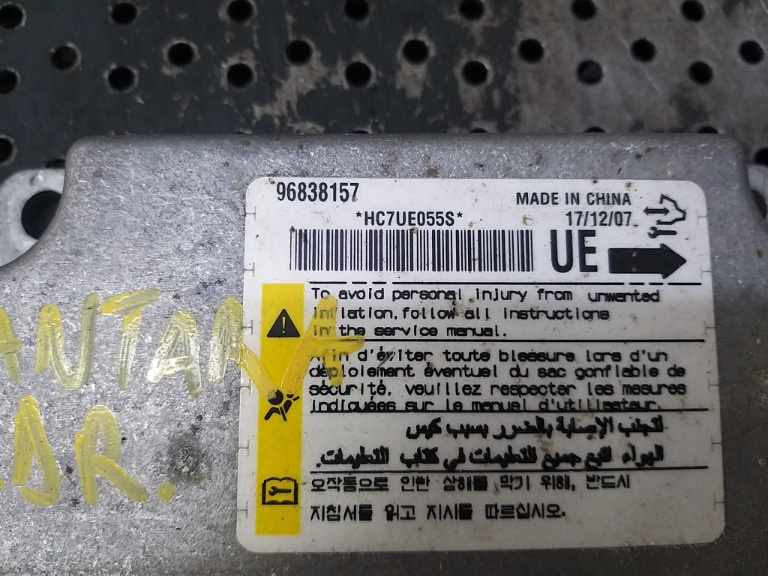 96838157
MADE IN CHINA
*HC7UE055S*
17/12/07
UE
To avoid personal injury from unwanted
inflation, follow all instructions
in the service manual.
Afin d'éviter toute blessure lors d'un
déploiement éventuel du sac gonflable de
sécurité, veuillez respecter les mesures
indiquées sur le manuel d'utilisateur.
لتجنب الإصابة بالضرر بسبب كيس
الهواء اتبع جميع التعليمات في كتاب التعليمات.
오작동으로 인한 상해를 막기 위해, 반드시
지침서를 읽고 지시를 따르십시오.
ANTARA
DR.